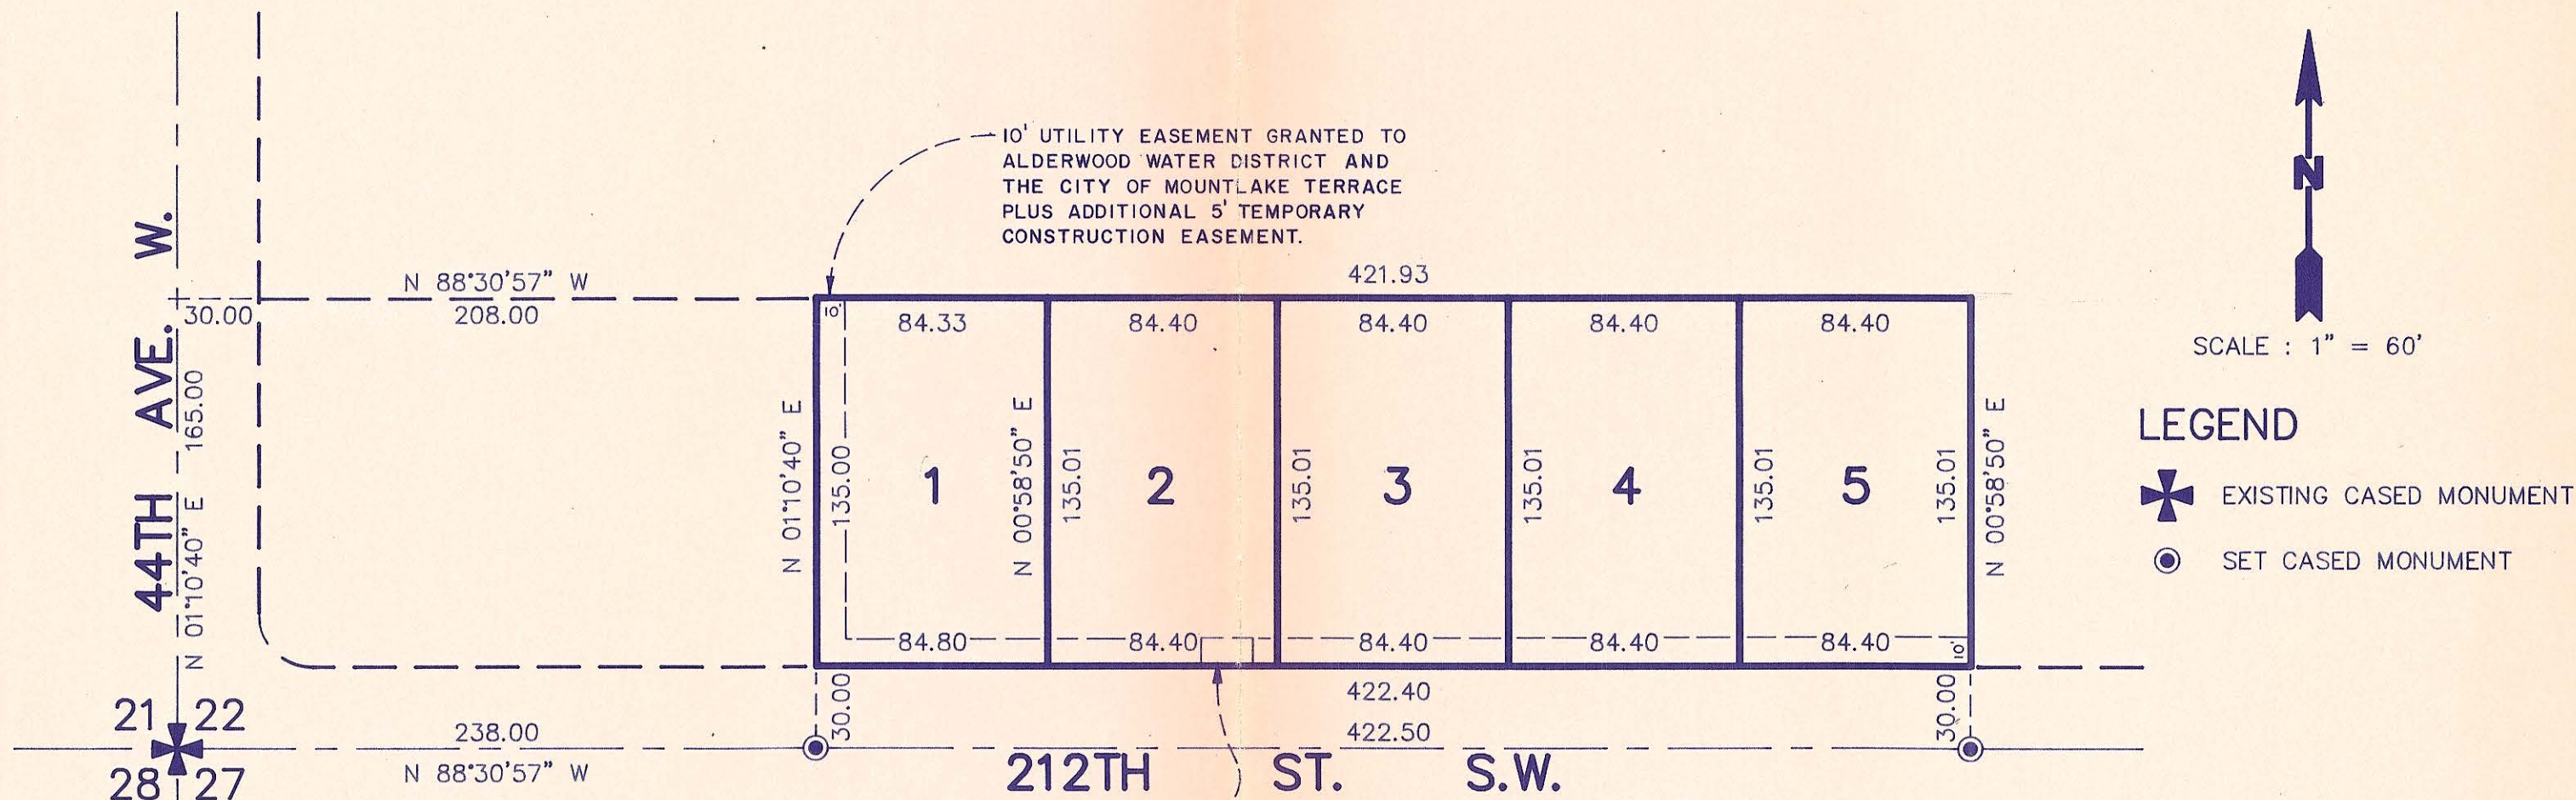 10' UTILITY EASEMENT GRANTED TO
ALDERWOOD WATER DISTRICT AND
THE CITY OF MOUNTLAKE TERRACE
PLUS ADDITIONAL 5' TEMPORARY
CONSTRUCTION EASEMENT.
N
SCALE : 1" = 60'
LEGEND
EXISTING CASED MONUMENT
SET CASED MONUMENT
44TH AVE. W.
N 01°10'40" E 165.00
30.00
N 88°30'57" W
208.00
421.93
10'
84.33
84.40
84.40
84.40
84.40
N 01°10'40" E
135.00
1
N 00°58'50" E
135.01
2
135.01
3
135.01
4
135.01
5
135.01
N 00°58'50" E
84.80
84.40
84.40
84.40
84.40
10'
30.00
422.40
422.50
30.00
21 22
28 27
238.00
N 88°30'57" W
212TH ST. S.W.